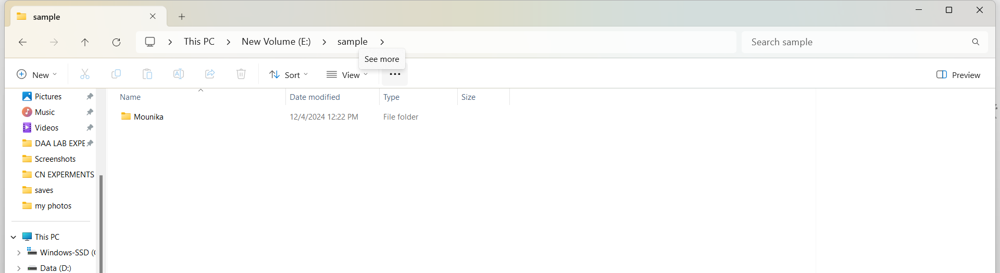 sample
This PC New Volume (E:) sample Search sample
See more
New Sort View Preview
Pictures
Music
Videos
DAA LAB EXPE
Screenshots
CN EXPERMENTS
saves
my photos
This PC
Windows-SSD (
Data (D:)
Name Date modified Type Size
Mounika 12/4/2024 12:22 PM File folder